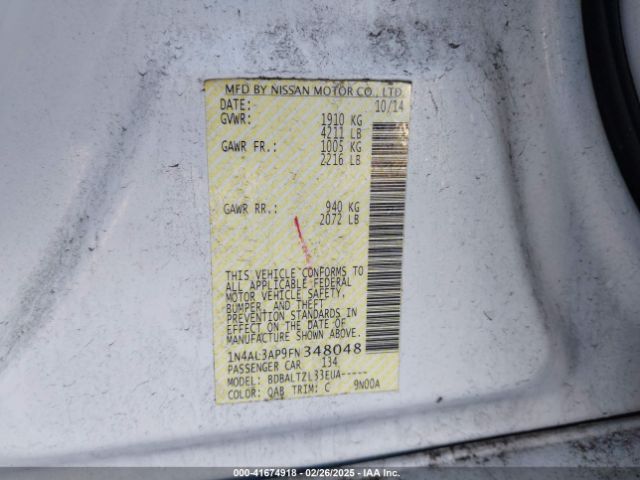 MFD BY NISSAN MOTOR CO., LTD.
DATE: 10/14
GVWR: 1910 KG
4211 LB
GAWR FR.: 1005 KG
2216 LB
GAWR RR.: 940 KG
2072 LB
THIS VEHICLE CONFORMS TO
ALL APPLICABLE FEDERAL
MOTOR VEHICLE SAFETY,
BUMPER, AND THEFT
PREVENTION STANDARDS IN
EFFECT ON THE DATE OF
MANUFACTURE SHOWN ABOVE.
1N4AL3AP9FN 348048
PASSENGER CAR 134
MODEL: BDBALTZL33EUA-----
COLOR: QAB TRIM: C 9N00A
000-41674918 - 02/26/2025 - IAA Inc.